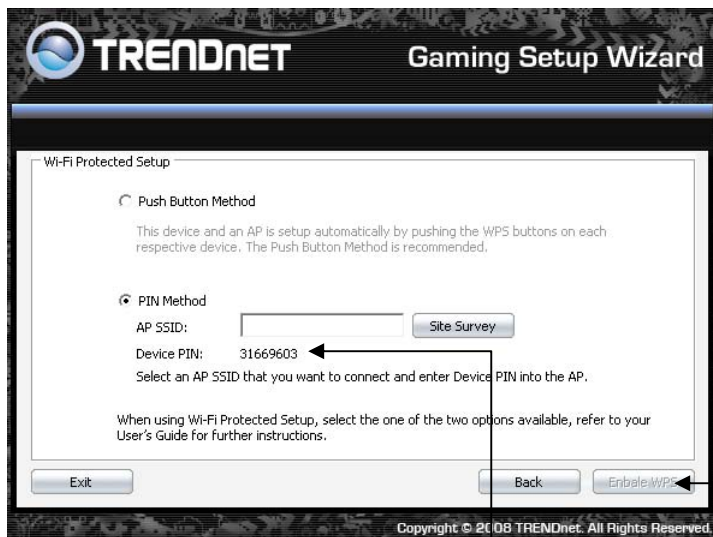 TRENDNET
Gaming Setup Wizard
Wi-Fi Protected Setup
Push Button Method
This device and an AP is setup automatically by pushing the WPS buttons on each
respective device. The Push Button Method is recommended.
PIN Method
AP SSID:
Site Survey
Device PIN: 31669603
Select an AP SSID that you want to connect and enter Device PIN into the AP.
When using Wi-Fi Protected Setup, select the one of the two options available, refer to your
User's Guide for further instructions.
Exit
Back
Enbale WPS
Copyright © 2008 TRENDnet. All Rights Reserved.